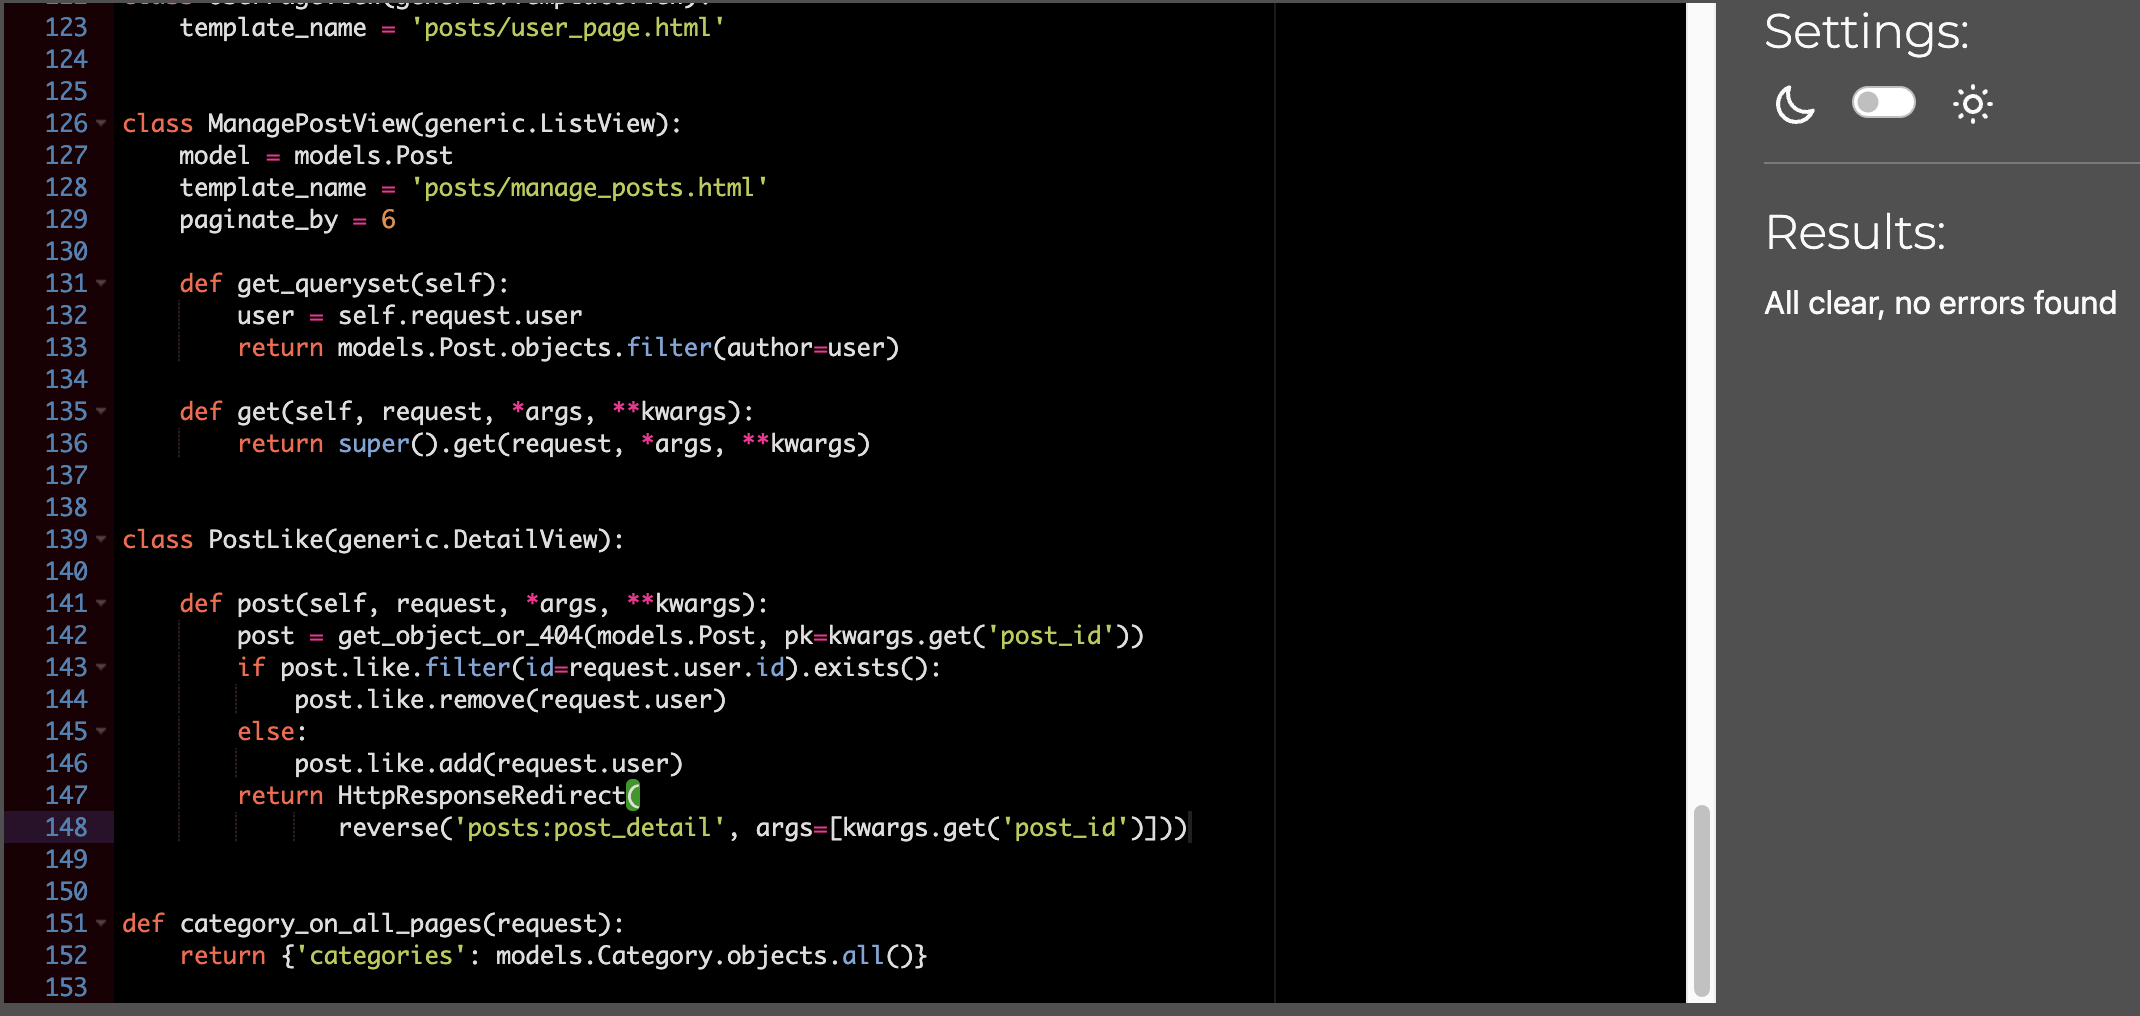 123 template_name = 'posts/user_page.html'
124
125
126 class ManagePostView(generic.ListView):
127 model = models.Post
128 template_name = 'posts/manage_posts.html'
129 paginate_by = 6
130
131 def get_queryset(self):
132 user = self.request.user
133 return models.Post.objects.filter(author=user)
134
135 def get(self, request, *args, **kwargs):
136 return super().get(request, *args, **kwargs)
137
138
139 class PostLike(generic.DetailView):
140
141 def post(self, request, *args, **kwargs):
142 post = get_object_or_404(models.Post, pk=kwargs.get('post_id'))
143 if post.like.filter(id=request.user.id).exists():
144 post.like.remove(request.user)
145 else:
146 post.like.add(request.user)
147 return HttpResponseRedirect(
148 reverse('posts:post_detail', args=[kwargs.get('post_id')]))
149
150
151 def category_on_all_pages(request):
152 return {'categories': models.Category.objects.all()}
153
Settings:
Results:
All clear, no errors found